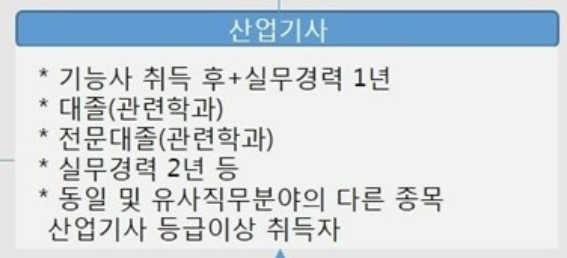 산업기사
* 기능사 취득 후+실무경력 1년
* 대졸(관련학과)
* 전문대졸(관련학과)
* 실무경력 2년 등
* 동일 및 유사직무분야의 다른 종목
산업기사 등급이상 취득자